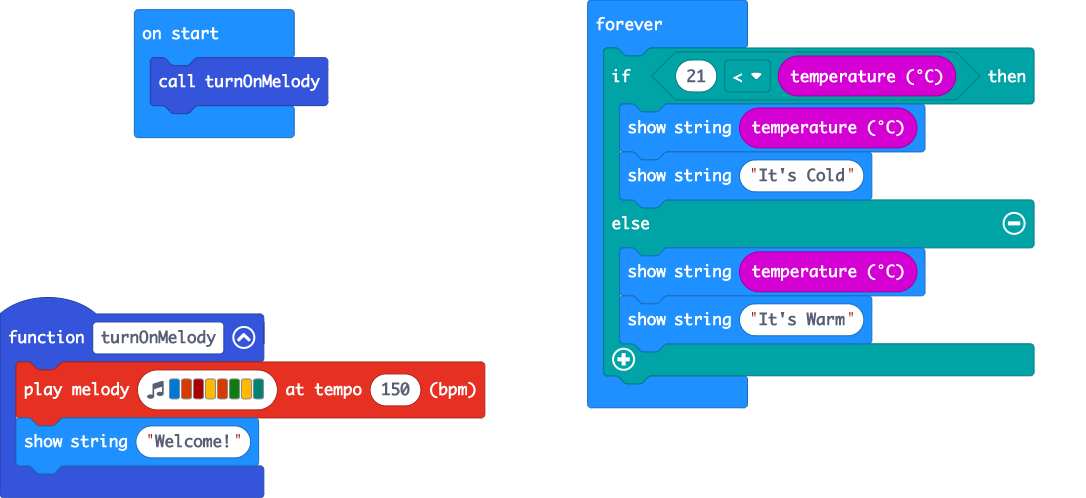 on start
call turnOnMelody
function turnOnMelody
play melody at tempo 150 (bpm)
show string "Welcome!"
forever
if 21 < temperature (°C) then
show string temperature (°C)
show string "It's Cold"
else
show string temperature (°C)
show string "It's Warm"